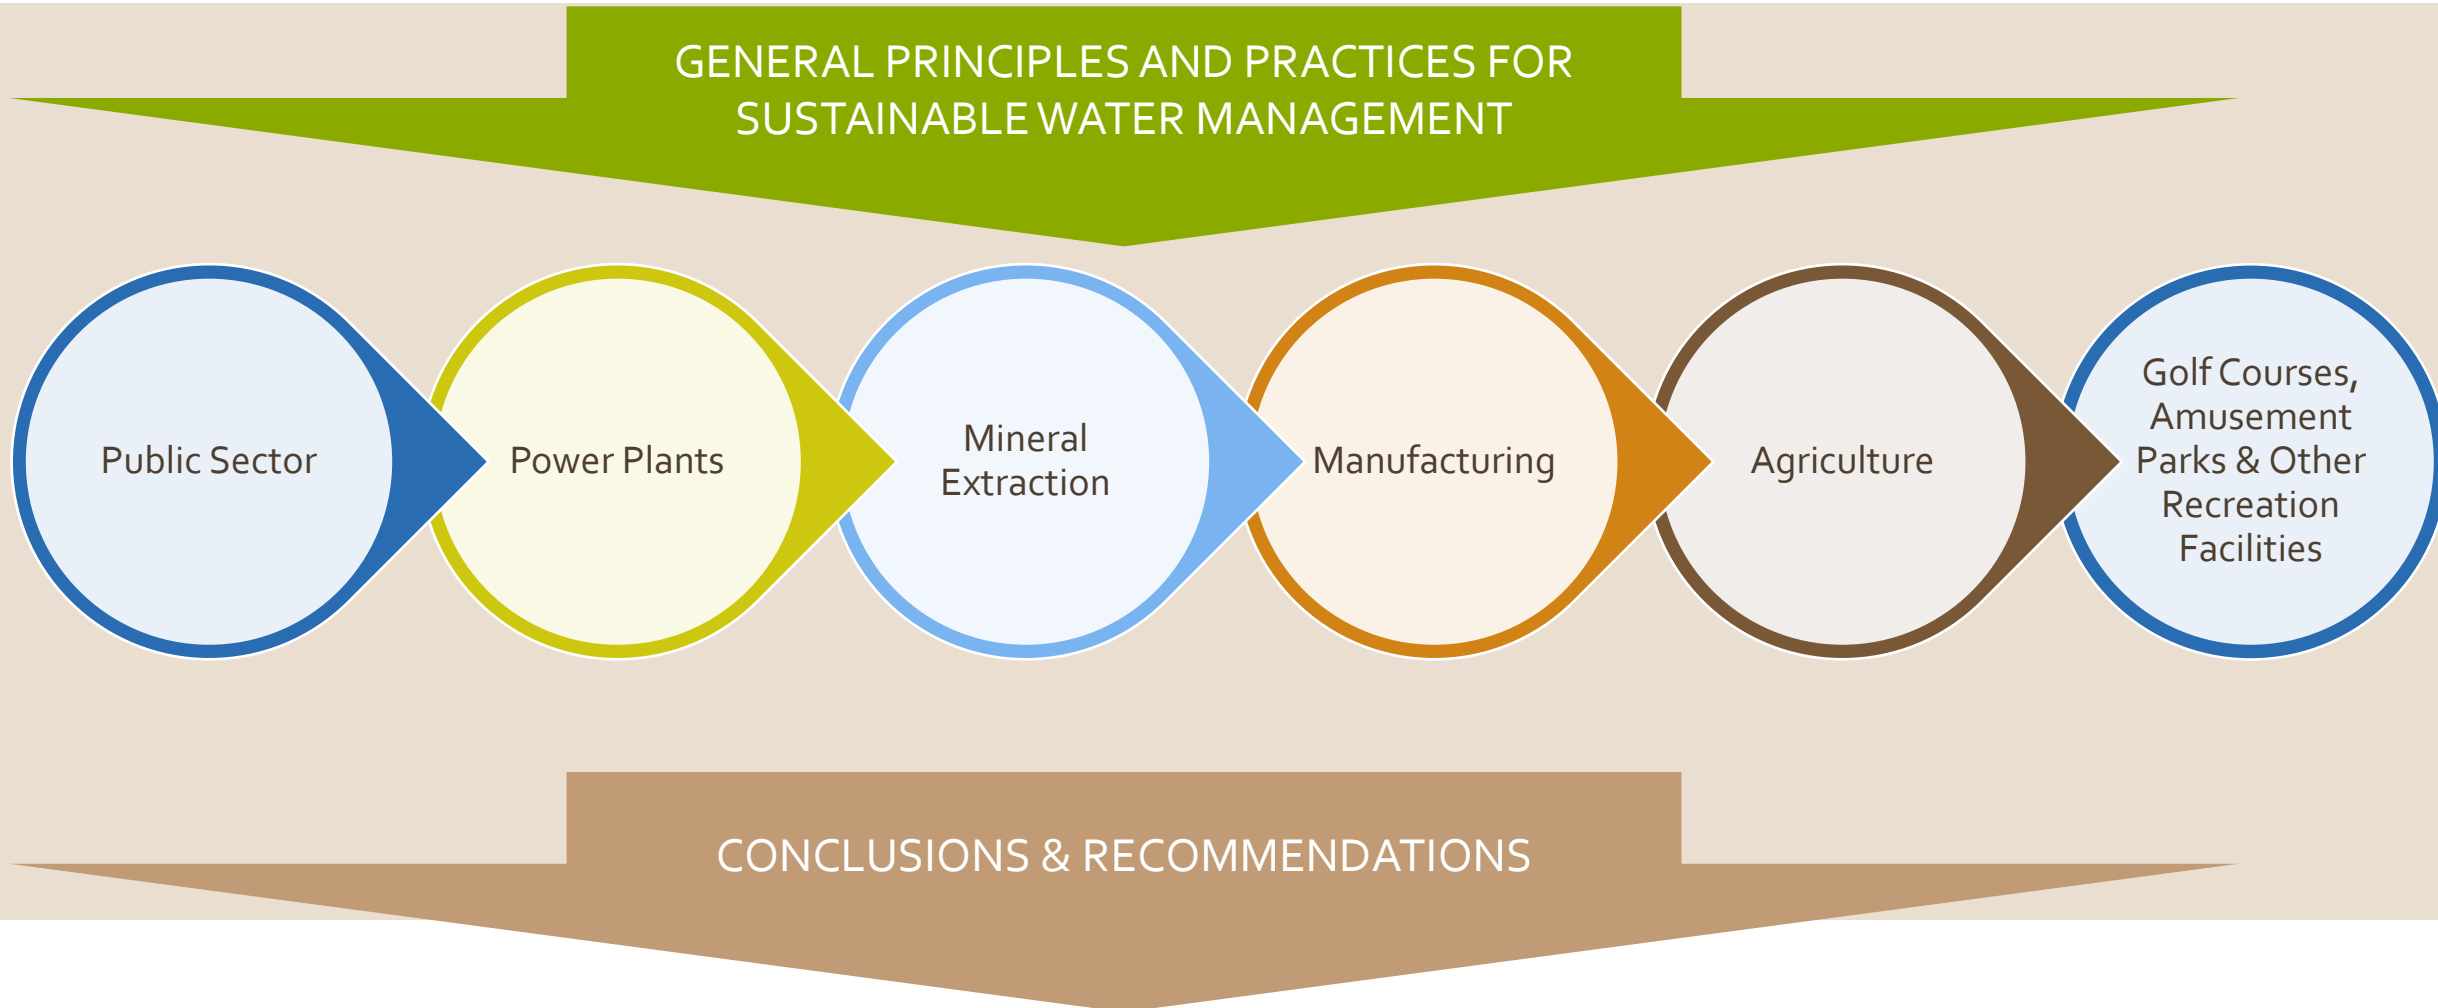 GENERAL PRINCIPLES AND PRACTICES FOR
SUSTAINABLE WATER MANAGEMENT
Public Sector
Power Plants
Mineral
Extraction
Manufacturing
Agriculture
Golf Courses,
Amusement
Parks & Other
Recreation
Facilities
CONCLUSIONS & RECOMMENDATIONS